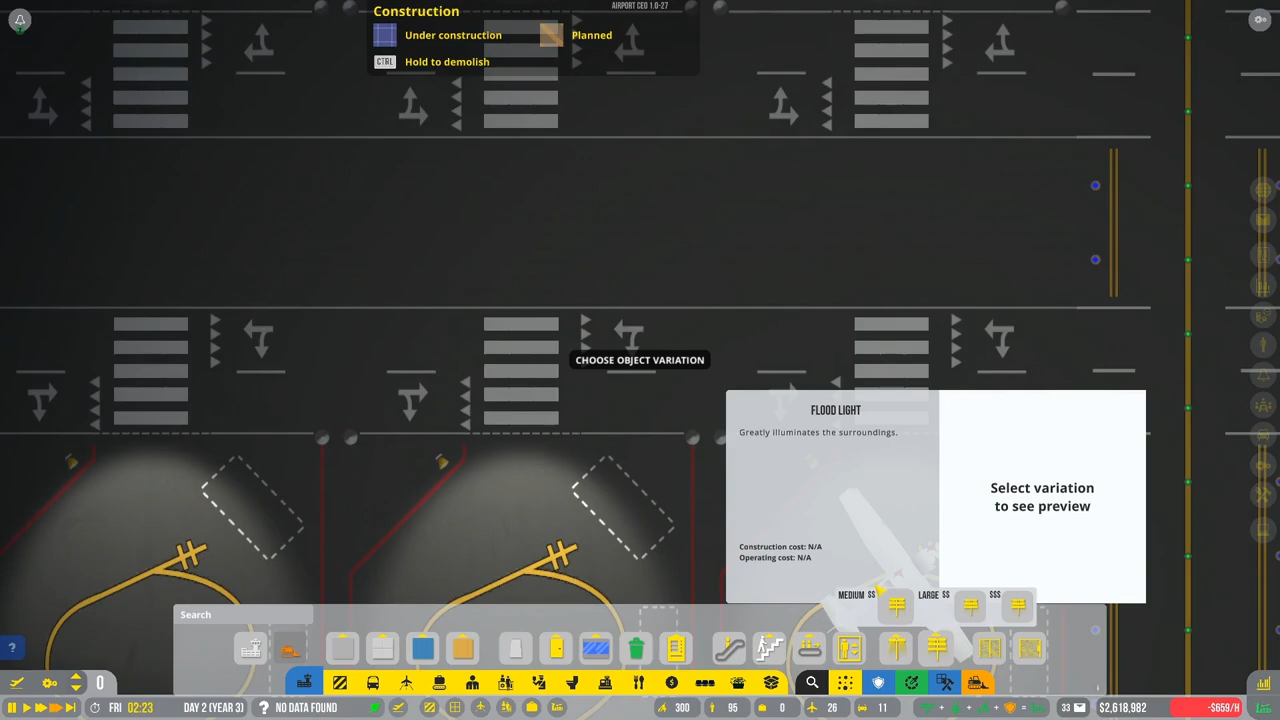 AIRPORT CEO 1.0-27
Construction
Under construction
Planned
CTRL Hold to demolish
CHOOSE OBJECT VARIATION
FLOOD LIGHT
Greatly illuminates the surroundings.
Select variation
to see preview
Construction cost: N/A
Operating cost: N/A
MEDIUM $$ LARGE $$ $$$
Search
?
0
02:23 FRI DAY 2 (YEAR 3) ? NO DATA FOUND 300 95 0 26 11 33 $2,618,982 -$659/H